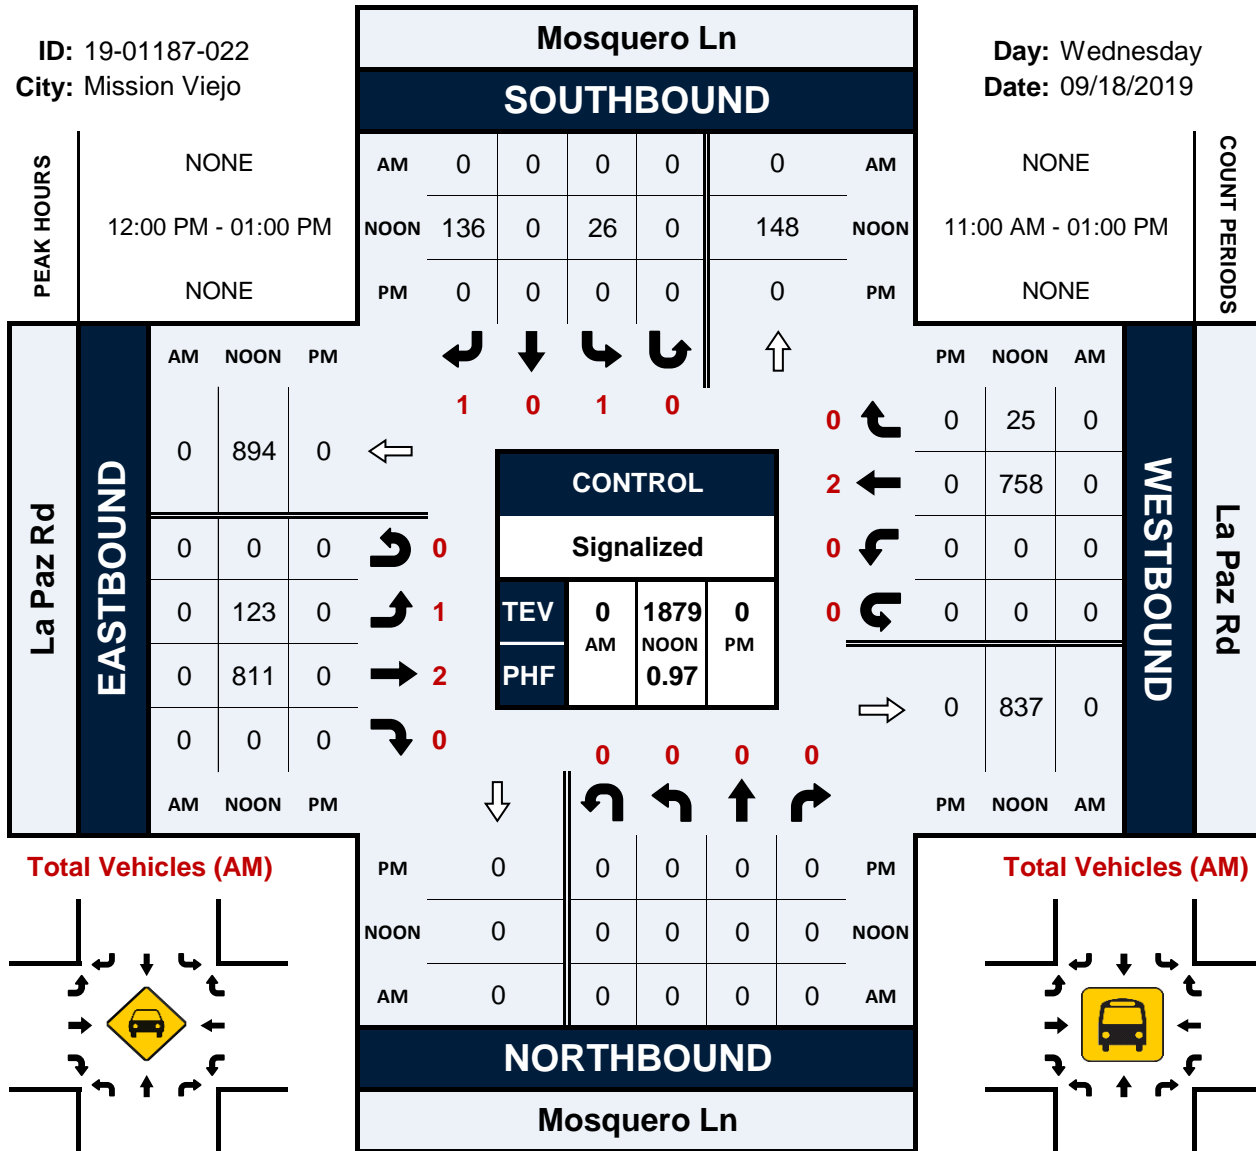 ID: 19-01187-022
City: Mission Viejo
Mosquero Ln
SOUTHBOUND
Day: Wednesday
Date: 09/18/2019
PEAK HOURS
NONE
12:00 PM - 01:00 PM
NONE
AM 0 0 0 0 0 AM
NOON 136 0 26 0 148 NOON
PM 0 0 0 0 0 PM
NONE
11:00 AM - 01:00 PM
NONE
COUNT PERIODS
1 0 1 0
La Paz Rd
EASTBOUND
AM NOON PM
0 894 0
0 0 0 0
0 123 0 1
0 811 0 2
0 0 0 0
AM NOON PM
CONTROL
Signalized
TEV 0 1879 0
AM NOON PM
PHF 0.97
PM NOON AM
0 0 25 0
2 0 758 0
0 0 0 0
0 0 0 0
0 837 0
PM NOON AM
WESTBOUND
La Paz Rd
0 0 0 0
PM 0 0 0 0 0 PM
NOON 0 0 0 0 0 NOON
AM 0 0 0 0 0 AM
NORTHBOUND
Mosquero Ln
Total Vehicles (AM)
Total Vehicles (AM)